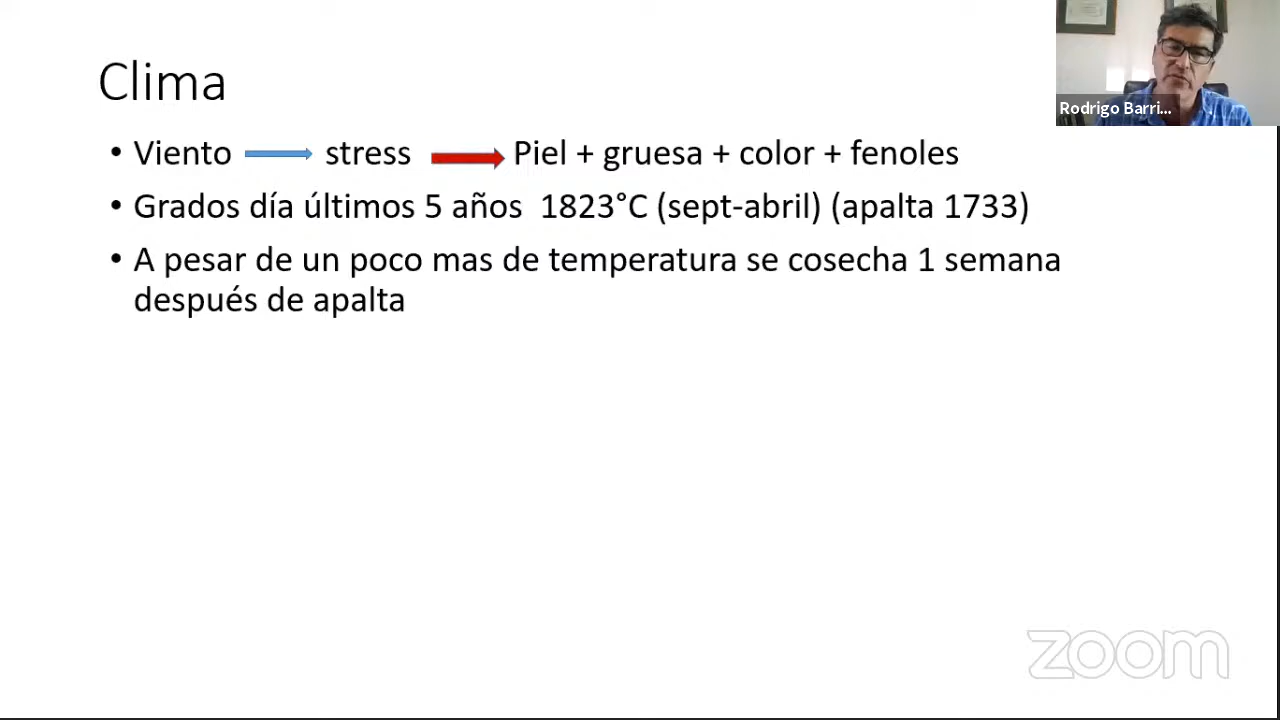 Clima
Rodrigo Barri...
• Viento stress Piel + gruesa + color + fenoles
• Grados día últimos 5 años 1823°C (sept-abril) (apalta 1733)
• A pesar de un poco mas de temperatura se cosecha 1 semana
después de apalta
zoom